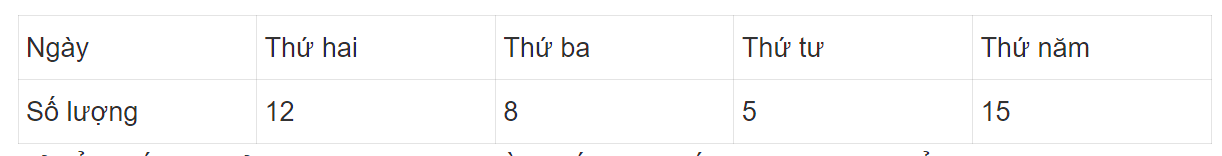 Ngày Thứ hai Thứ ba Thứ tư Thứ năm
Số lượng 12 8 5 15